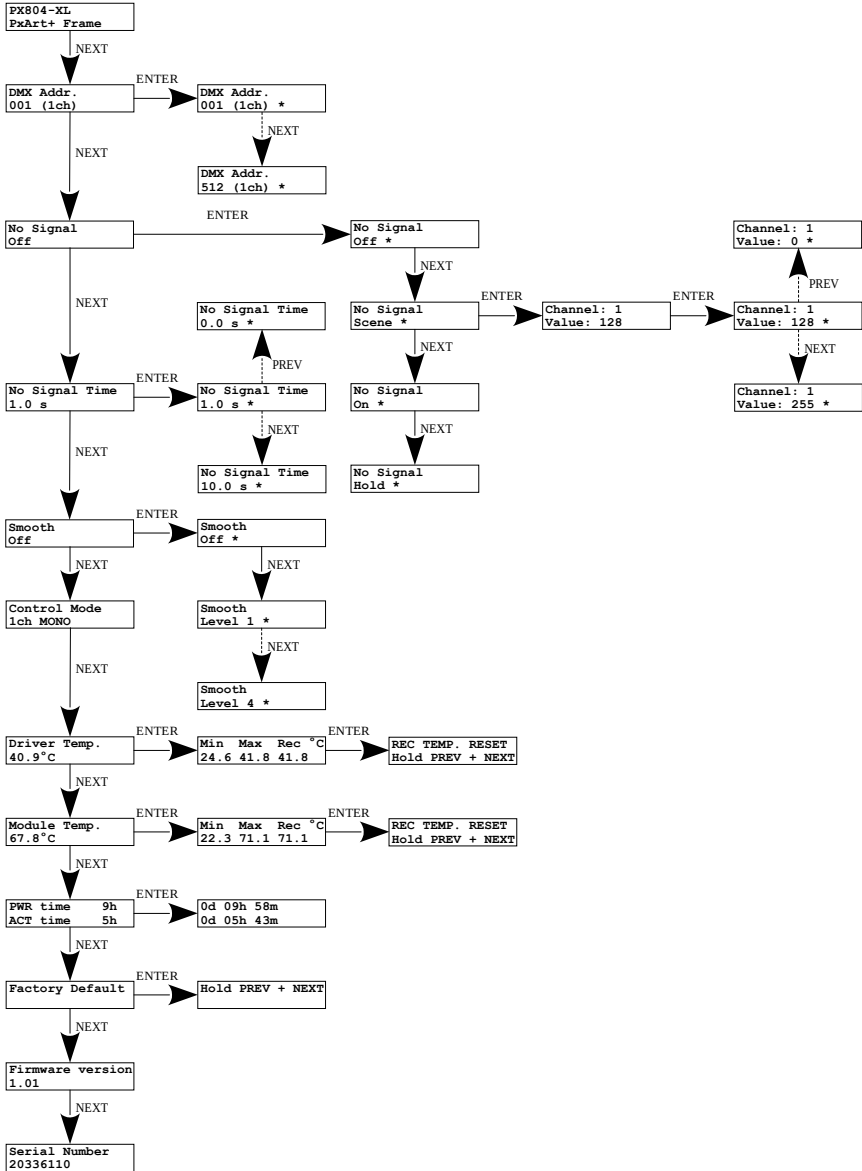 PX804-XL
PxArt+ Frame
NEXT
DMX Addr.
001 (1ch)
ENTER
DMX Addr.
001 (1ch) *
NEXT
DMX Addr.
512 (1ch) *
NEXT
No Signal
Off
ENTER
No Signal
Off *
NEXT
No Signal
Scene *
ENTER
Channel: 1
Value: 128
ENTER
Channel: 1
Value: 128 *
PREV
Channel: 1
Value: 0 *
NEXT
Channel: 1
Value: 255 *
NEXT
No Signal
On *
NEXT
No Signal
Hold *
NEXT
No Signal Time
1.0 s
ENTER
No Signal Time
1.0 s *
PREV
No Signal Time
0.0 s *
NEXT
No Signal Time
10.0 s *
NEXT
Smooth
Off
ENTER
Smooth
Off *
NEXT
Smooth
Level 1 *
NEXT
Smooth
Level 4 *
NEXT
Control Mode
1ch MONO
NEXT
Driver Temp.
40.9°C
ENTER
Min Max Rec °C
24.6 41.8 41.8
ENTER
REC TEMP. RESET
Hold PREV + NEXT
NEXT
Module Temp.
67.8°C
ENTER
Min Max Rec °C
22.3 71.1 71.1
ENTER
REC TEMP. RESET
Hold PREV + NEXT
NEXT
PWR time 9h
ACT time 5h
ENTER
0d 09h 58m
0d 05h 43m
NEXT
Factory Default
ENTER
Hold PREV + NEXT
NEXT
Firmware version
1.01
NEXT
Serial Number
20336110